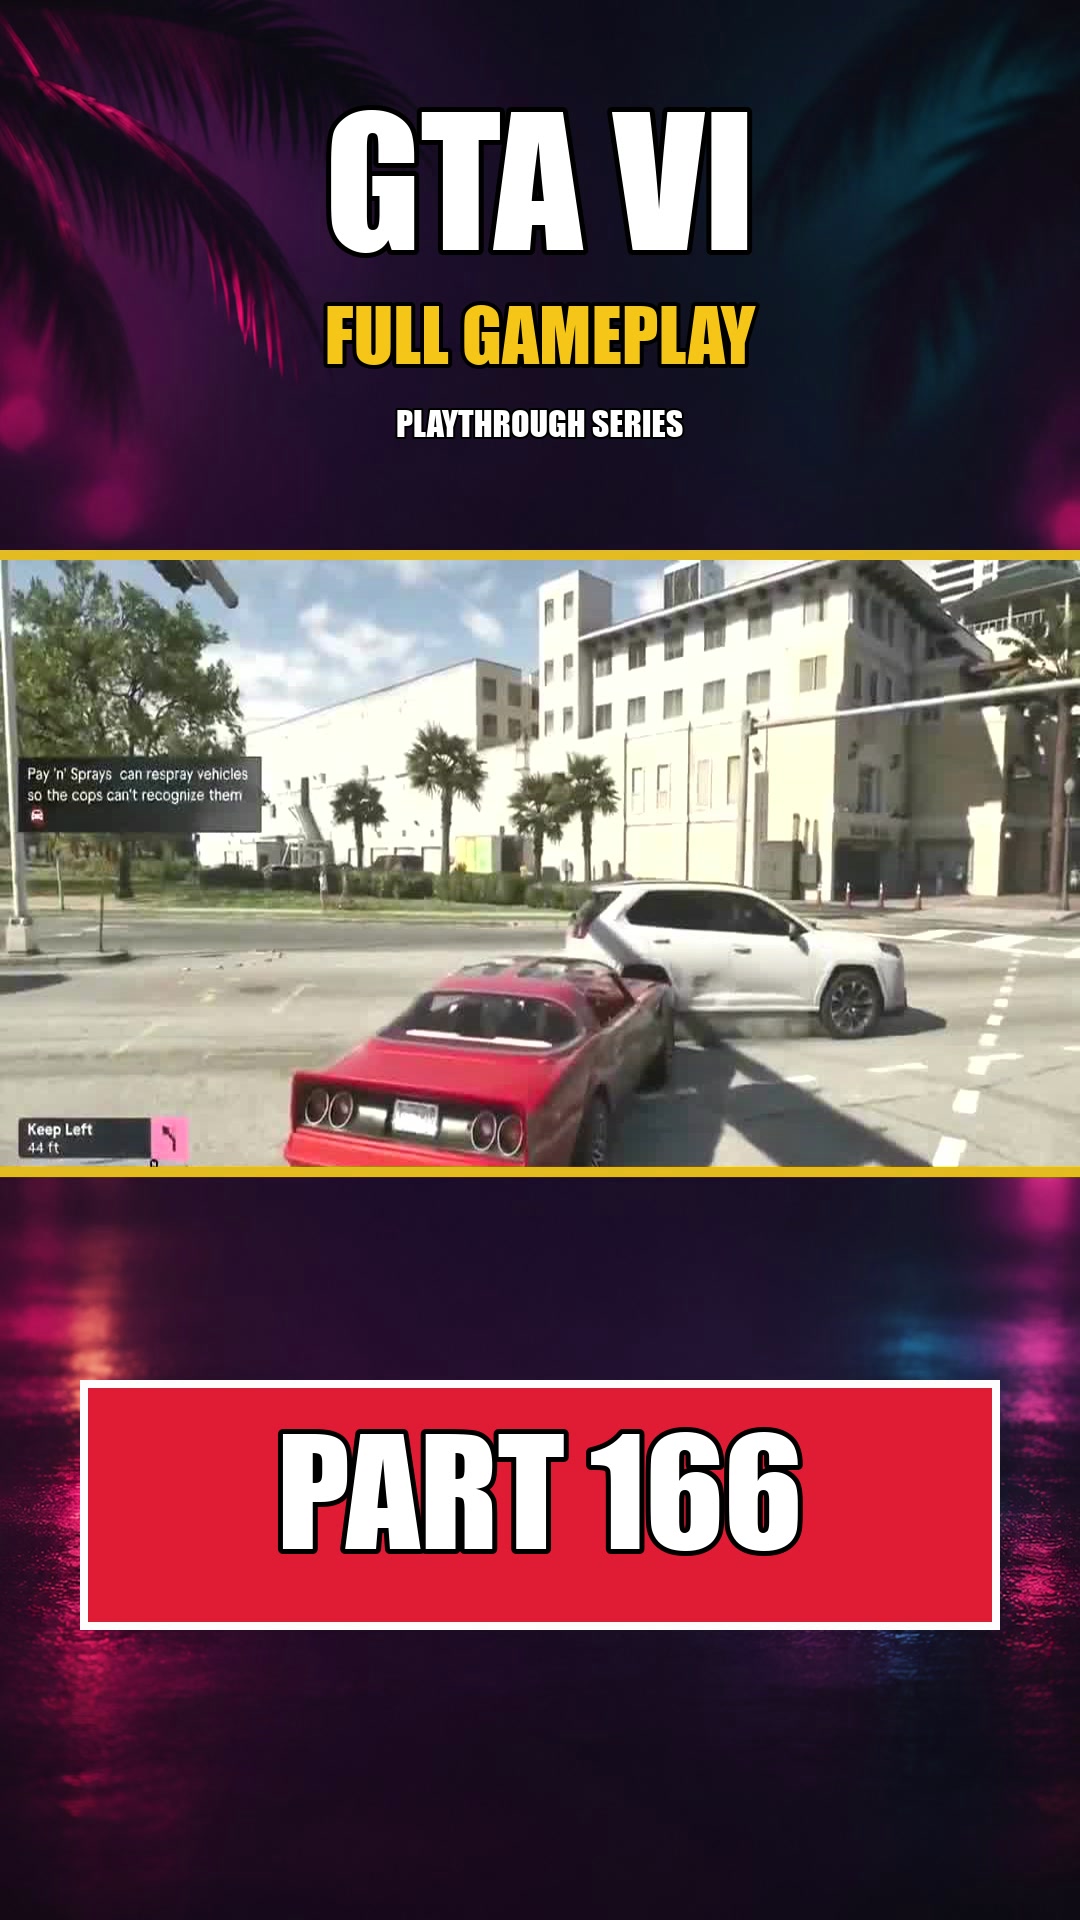 GTA VI
FULL GAMEPLAY
PLAYTHROUGH SERIES
Pay 'n' Sprays can respray vehicles
so the cops can't recognize them
Keep Left
44 ft
PART 166